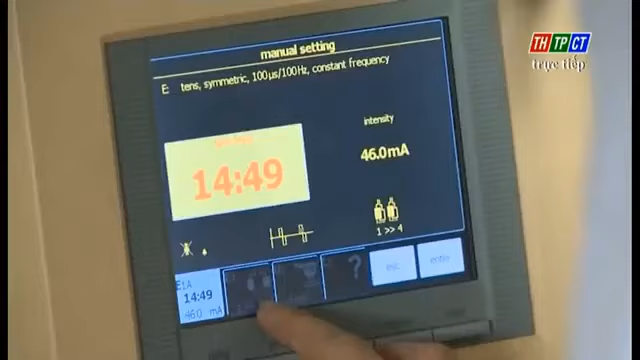 THTPCT
trực tiếp
manual setting
E: tens, symmetric, 100µs/100Hz, constant frequency
intensity
14:49
46.0mA
1 >> 4
E1A
14:49
46.0 mA
?
esc
enter